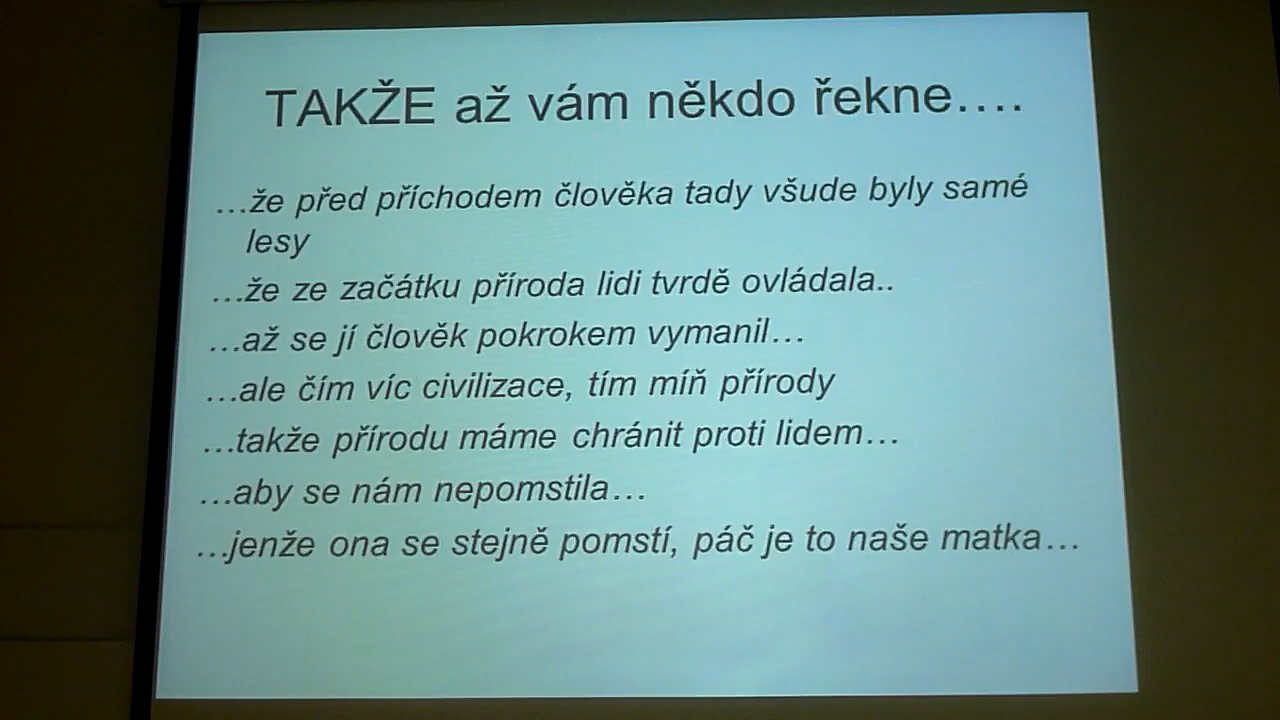 TAKŽE až vám někdo řekne....
...že před příchodem člověka tady všude byly samé
lesy
...že ze začátku příroda lidi tvrdě ovládala..
...až se jí člověk pokrokem vymanil...
...ale čím víc civilizace, tím míň přírody
...takže přírodu máme chránit proti lidem...
...aby se nám nepomstila...
...jenže ona se stejně pomstí, páč je to naše matka...